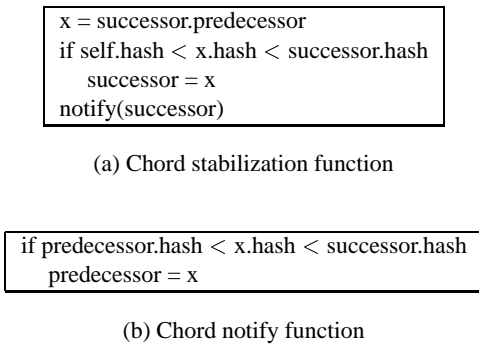 x = successor.predecessor
if self.hash < x.hash < successor.hash
successor = x
notify(successor)
(a) Chord stabilization function
if predecessor.hash < x.hash < successor.hash
predecessor = x
(b) Chord notify function